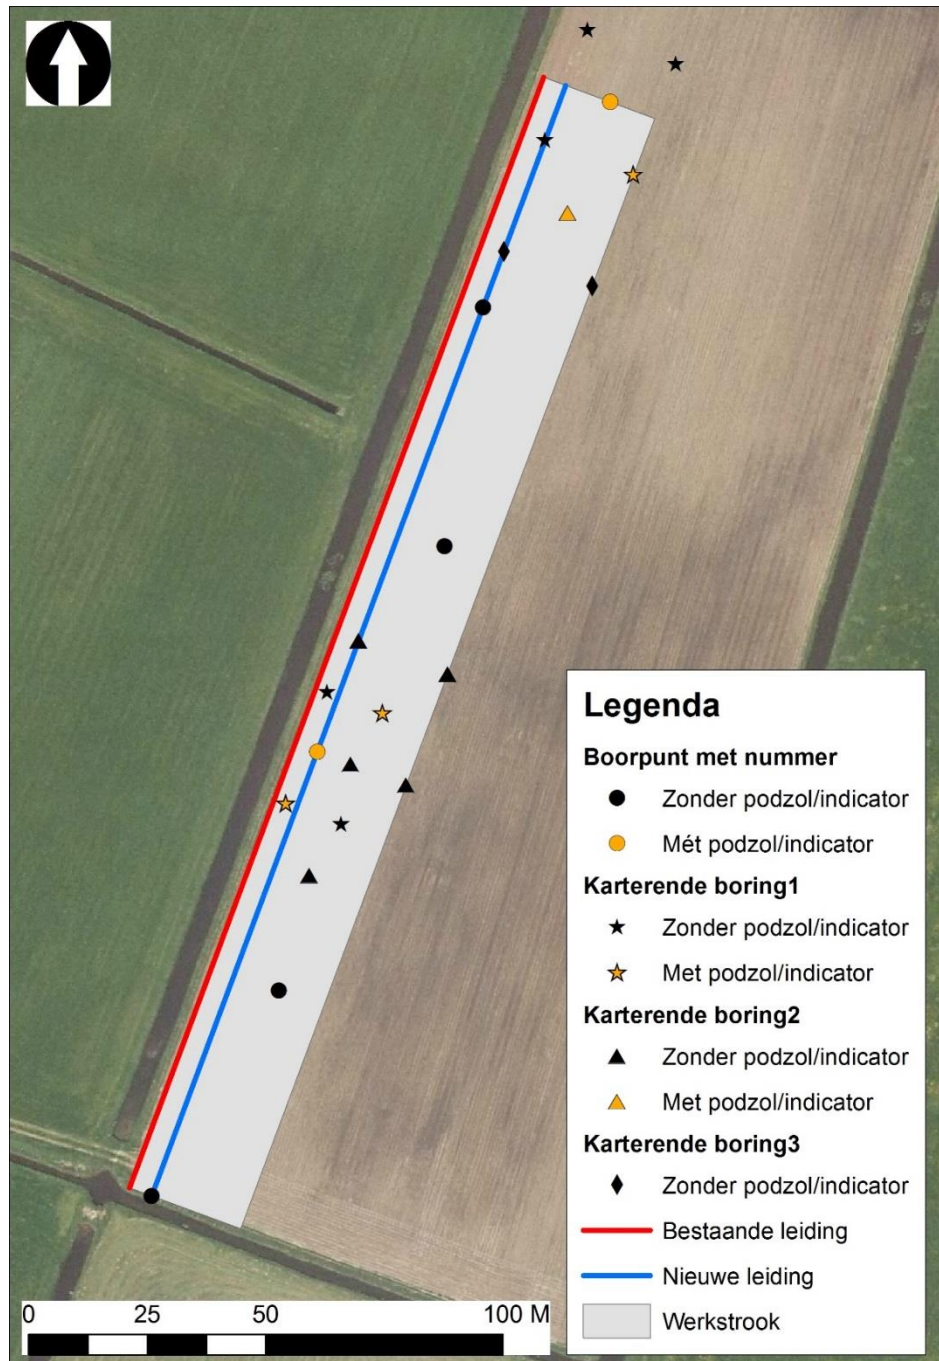 Legenda
Boorpunt met nummer
Zonder podzol/indicator
Mét podzol/indicator
Karterende boring1
Zonder podzol/indicator
Met podzol/indicator
Karterende boring2
Zonder podzol/indicator
Met podzol/indicator
Karterende boring3
Zonder podzol/indicator
Bestaande leiding
Nieuwe leiding
Werkstrook
0 25 50 100 M